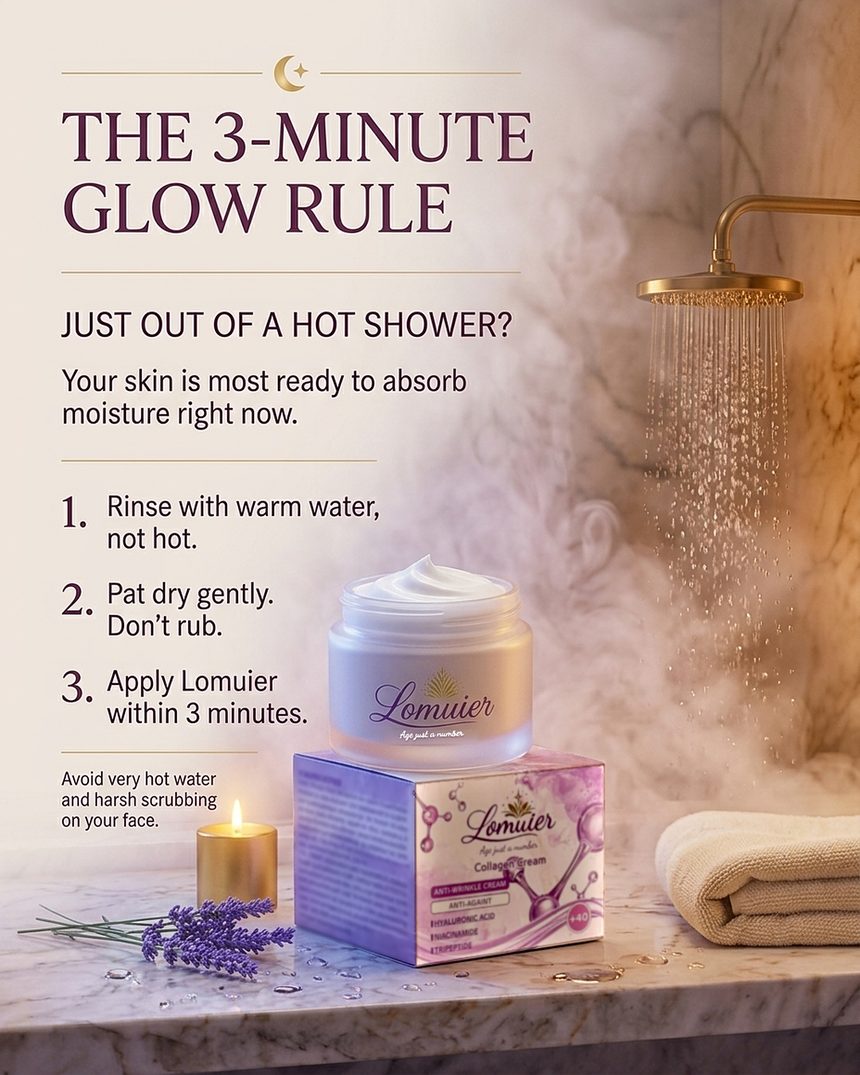 THE 3-MINUTE
GLOW RULE
JUST OUT OF A HOT SHOWER?
Your skin is most ready to absorb
moisture right now.
1. Rinse with warm water,
not hot.
2. Pat dry gently.
Don't rub.
3. Apply Lomuier
within 3 minutes.
Avoid very hot water
and harsh scrubbing
on your face.
Lomuier
Age just a number
Lomuier
Age just a number
Collagen Cream
ANTI-WRINKLE CREAM
ANTI-AGAINT
HYALURONIC ACID
NIACINAMIDE
TRIPEPTIDE
+40